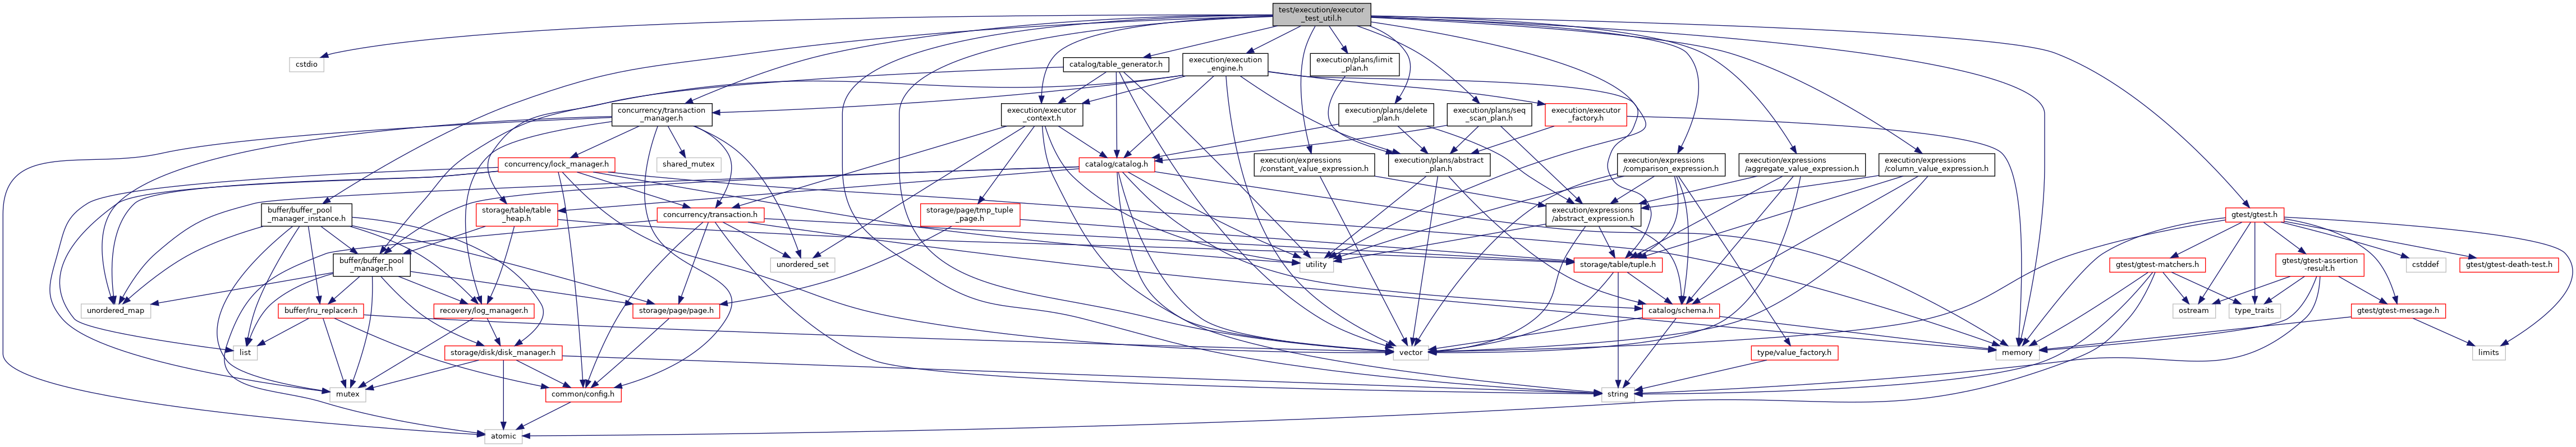 test/execution/executor
_test_util.h
cstdio
catalog/table_generator.h
execution/execution
_engine.h
execution/plans/limit
_plan.h
concurrency/transaction
_manager.h
execution/executor
_context.h
execution/plans/delete
_plan.h
execution/plans/seq
_scan_plan.h
execution/executor
_factory.h
concurrency/lock_manager.h
shared_mutex
catalog/catalog.h
execution/expressions
/constant_value_expression.h
execution/plans/abstract
_plan.h
execution/expressions
/comparison_expression.h
execution/expressions
/aggregate_value_expression.h
execution/expressions
/column_value_expression.h
buffer/buffer_pool
_manager_instance.h
storage/table/table
_heap.h
concurrency/transaction.h
storage/page/tmp_tuple
_page.h
execution/expressions
/abstract_expression.h
gtest/gtest.h
buffer/buffer_pool
_manager.h
unordered_set
utility
storage/table/tuple.h
gtest/gtest-matchers.h
gtest/gtest-assertion
-result.h
cstddef
gtest/gtest-death-test.h
unordered_map
buffer/lru_replacer.h
recovery/log_manager.h
storage/page/page.h
catalog/schema.h
ostream
type_traits
gtest/gtest-message.h
list
storage/disk/disk_manager.h
vector
type/value_factory.h
memory
limits
mutex
common/config.h
string
atomic